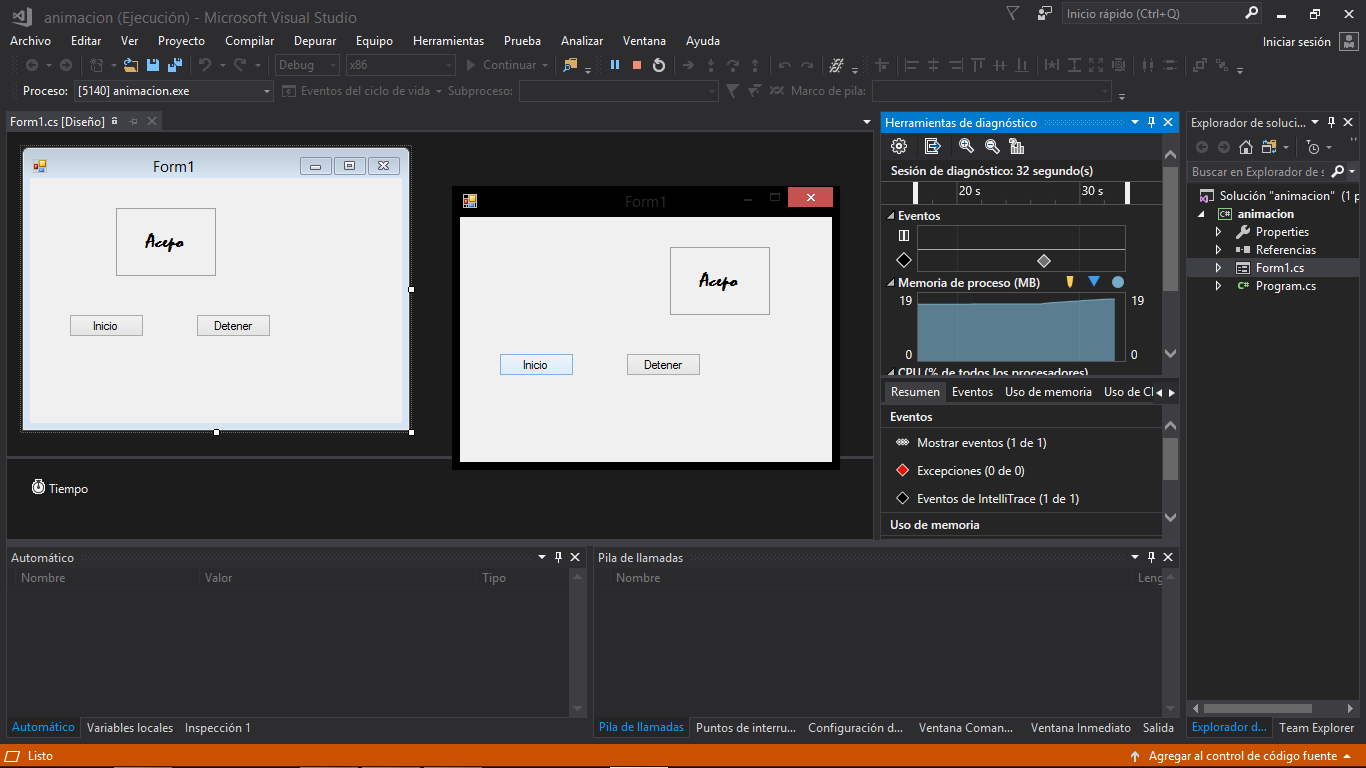 animacion (Ejecución) - Microsoft Visual Studio
Inicio rápido (Ctrl+Q)
Archivo Editar Ver Proyecto Compilar Depurar Equipo Herramientas Prueba Analizar Ventana Ayuda
Iniciar sesión
Debug x86 Continuar
Proceso: [5140] animacion.exe Eventos del ciclo de vida Subproceso: Marco de pila:
Form1.cs [Diseño]
Form1
Acepo
Inicio Detener
Form1
Acepo
Inicio Detener
Tiempo
Herramientas de diagnóstico
Sesión de diagnóstico: 32 segundo(s)
20 s 30 s
Eventos
Memoria de proceso (MB)
19 19
0 0
CPU (% de todos los procesadores)
Resumen Eventos Uso de memoria Uso de CI
Eventos
Mostrar eventos (1 de 1)
Excepciones (0 de 0)
Eventos de IntelliTrace (1 de 1)
Uso de memoria
Explorador de soluci...
Buscar en Explorador de s
Solución "animacion" (1 p
C# animacion
Properties
Referencias
Form1.cs
C# Program.cs
Automático
Nombre Valor Tipo
Automático Variables locales Inspección 1
Pila de llamadas
Nombre Leng
Pila de llamadas Puntos de interru... Configuración d... Ventana Coman... Ventana Inmediato Salida
Explorador d... Team Explorer
Listo
Agregar al control de código fuente